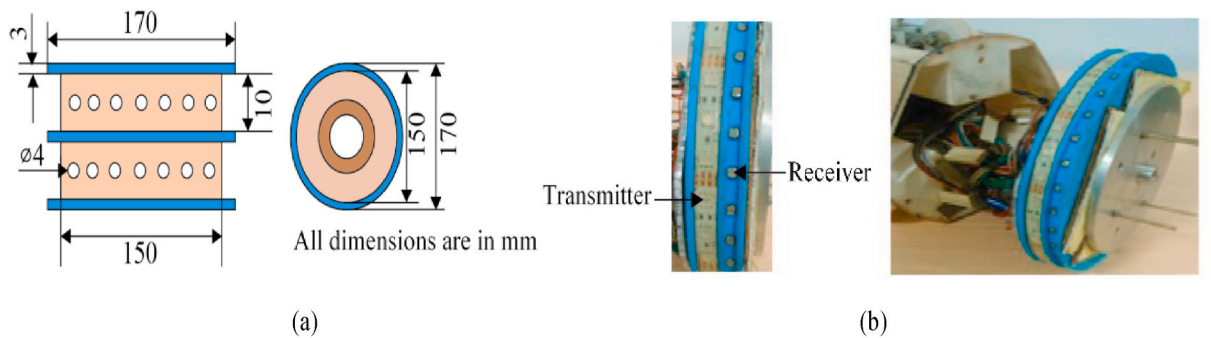 170
3
10
ø4
150
150
170
All dimensions are in mm
Transmitter
Receiver
(a)
(b)